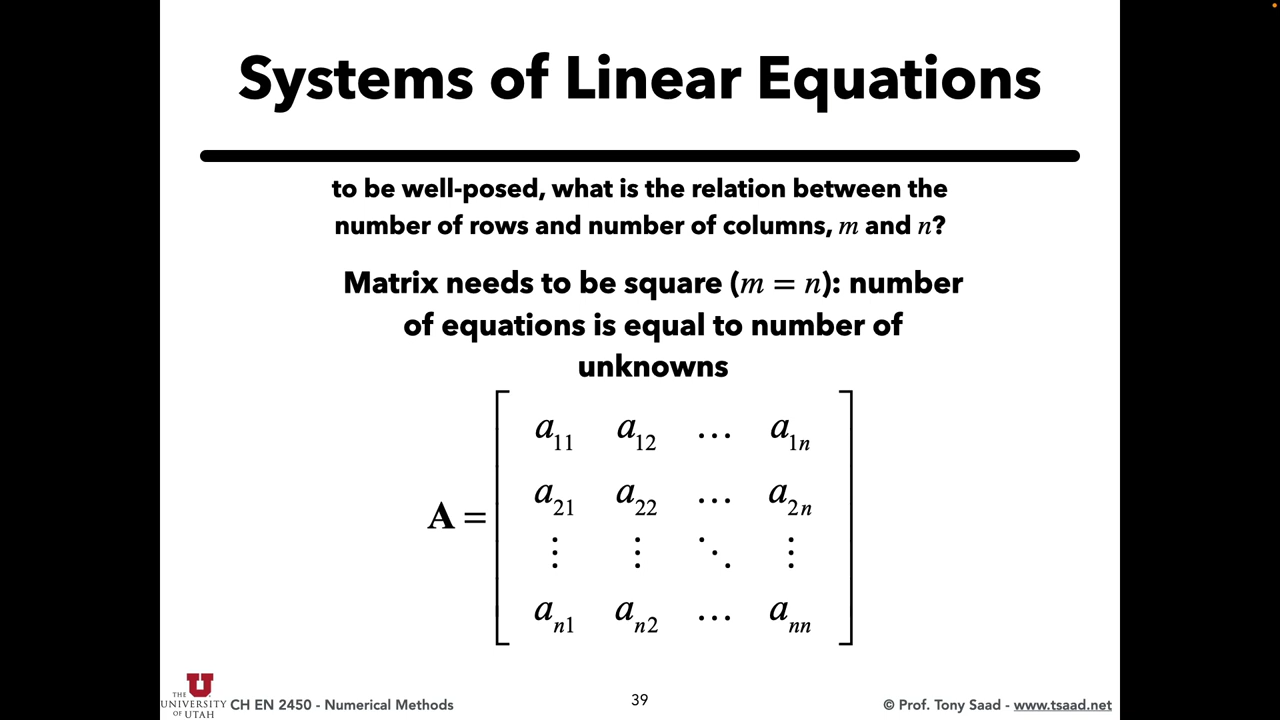 Systems of Linear Equations
to be well-posed, what is the relation between the
number of rows and number of columns, m and n?
Matrix needs to be square (m = n): number
of equations is equal to number of
unknowns
a₁₁ a₁₂ … a₁ₙ
a₂₁ a₂₂ … a₂ₙ
A =
⋮ ⋮ ⋱ ⋮
aₙ₁ aₙ₂ … aₙₙ
U
THE
UNIVERSITY
OF UTAH
CH EN 2450 - Numerical Methods
39
© Prof. Tony Saad - www.tsaad.net